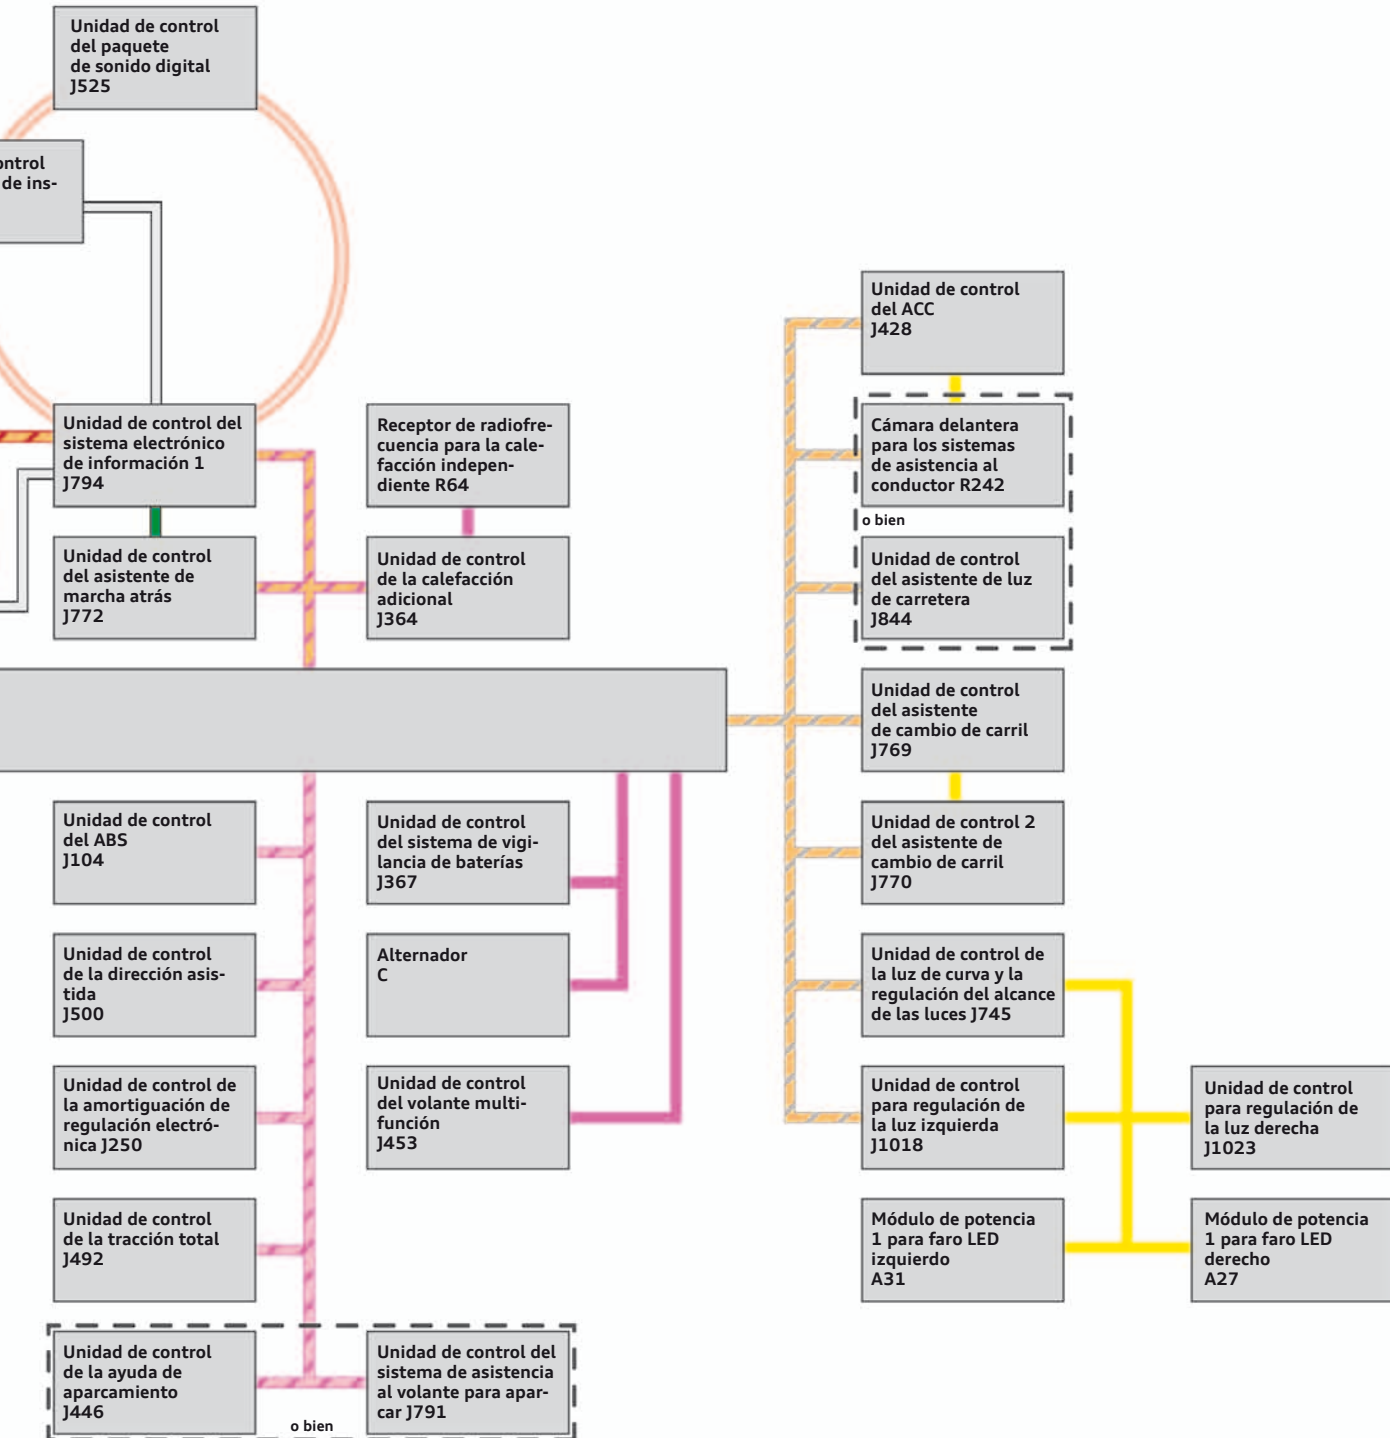 Unidad de control
del paquete
de sonido digital
J525
ontrol
de ins-
Unidad de control del
sistema electrónico
de información 1
J794
Receptor de radiofre-
cuencia para la cale-
facción indepen-
diente R64
Unidad de control
del asistente de
marcha atrás
J772
Unidad de control
de la calefacción
adicional
J364
Unidad de control
del ACC
J428
Cámara delantera
para los sistemas
de asistencia al
conductor R242
o bien
Unidad de control
del asistente de luz
de carretera
J844
Unidad de control
del asistente
de cambio de carril
J769
Unidad de control
del ABS
J104
Unidad de control
del sistema de vigi-
lancia de baterías
J367
Unidad de control 2
del asistente de
cambio de carril
J770
Unidad de control
de la dirección asis-
tida
J500
Alternador
C
Unidad de control de
la luz de curva y la
regulación del alcance
de las luces J745
Unidad de control de
la amortiguación de
regulación electró-
nica J250
Unidad de control
del volante multi-
función
J453
Unidad de control
para regulación de
la luz izquierda
J1018
Unidad de control
para regulación de
la luz derecha
J1023
Unidad de control
de la tracción total
J492
Módulo de potencia
1 para faro LED
izquierdo
A31
Módulo de potencia
1 para faro LED
derecho
A27
Unidad de control
de la ayuda de
aparcamiento
J446
o bien
Unidad de control del
sistema de asistencia
al volante para apar-
car J791